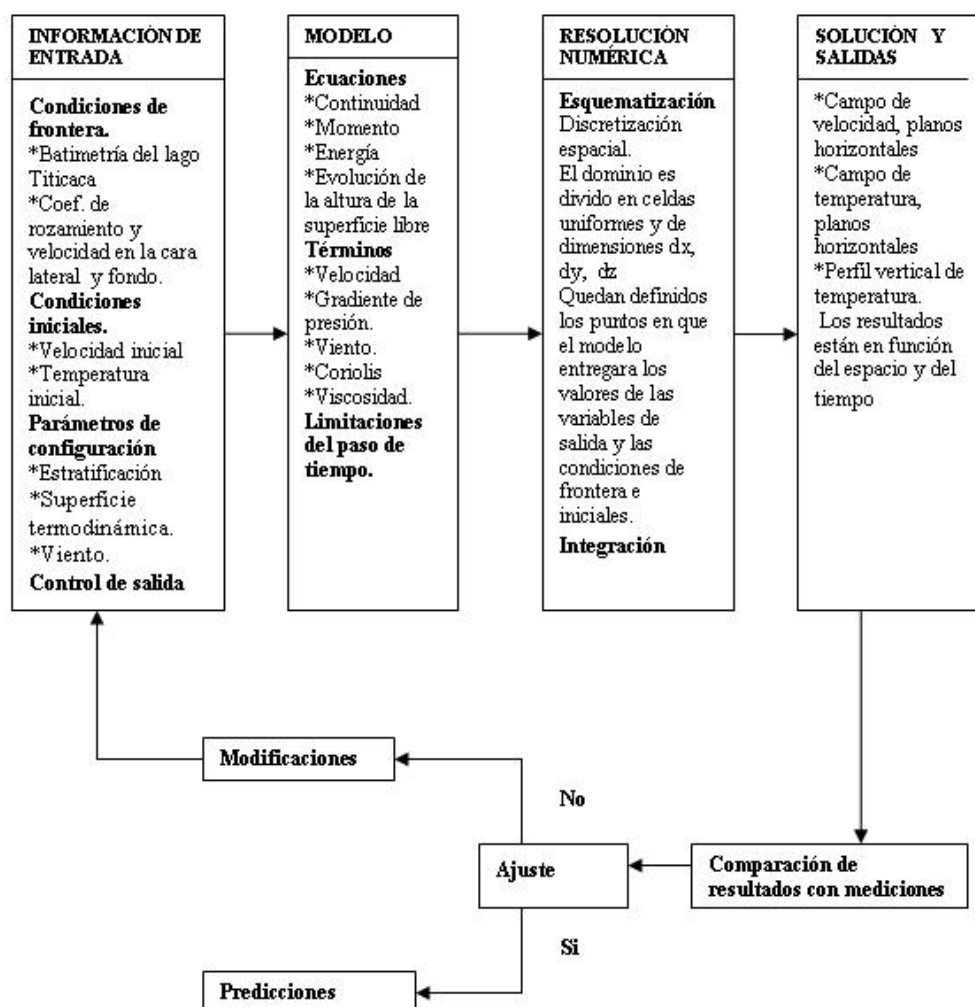 INFORMACIÓN DE
ENTRADA
Condiciones de
frontera.
*Batimetría del lago
Titicaca
*Coef. de
rozamiento y
velocidad en la cara
lateral y fondo.
Condiciones
iniciales.
*Velocidad inicial
*Temperatura
inicial.
Parámetros de
configuración
*Estratificación
*Superficie
termodinámica.
*Viento.
Control de salida
MODELO
Ecuaciones
*Continuidad
*Momento
*Energía
*Evolución de
la altura de la
superficie libre
Términos
*Velocidad
*Gradiente de
presión.
*Viento.
*Coriolis
*Viscosidad.
Limitaciones
del paso de
tiempo.
RESOLUCIÓN
NUMÉRICA
Esquematización
Discretización
espacial.
El dominio es
divido en celdas
uniformes y de
dimensiones dx,
dy, dz
Quedan definidos
los puntos en que
el modelo
entregara los
valores de las
variables de
salida y las
condiciones de
frontera e
iniciales.
Integración
SOLUCIÓN Y
SALIDAS
*Campo de
velocidad, planos
horizontales
*Campo de
temperatura,
planos
horizontales
*Perfil vertical de
temperatura.
Los resultados
están en función
del espacio y del
tiempo
Modificaciones
No
Ajuste
Comparación de
resultados con mediciones
Si
Predicciones